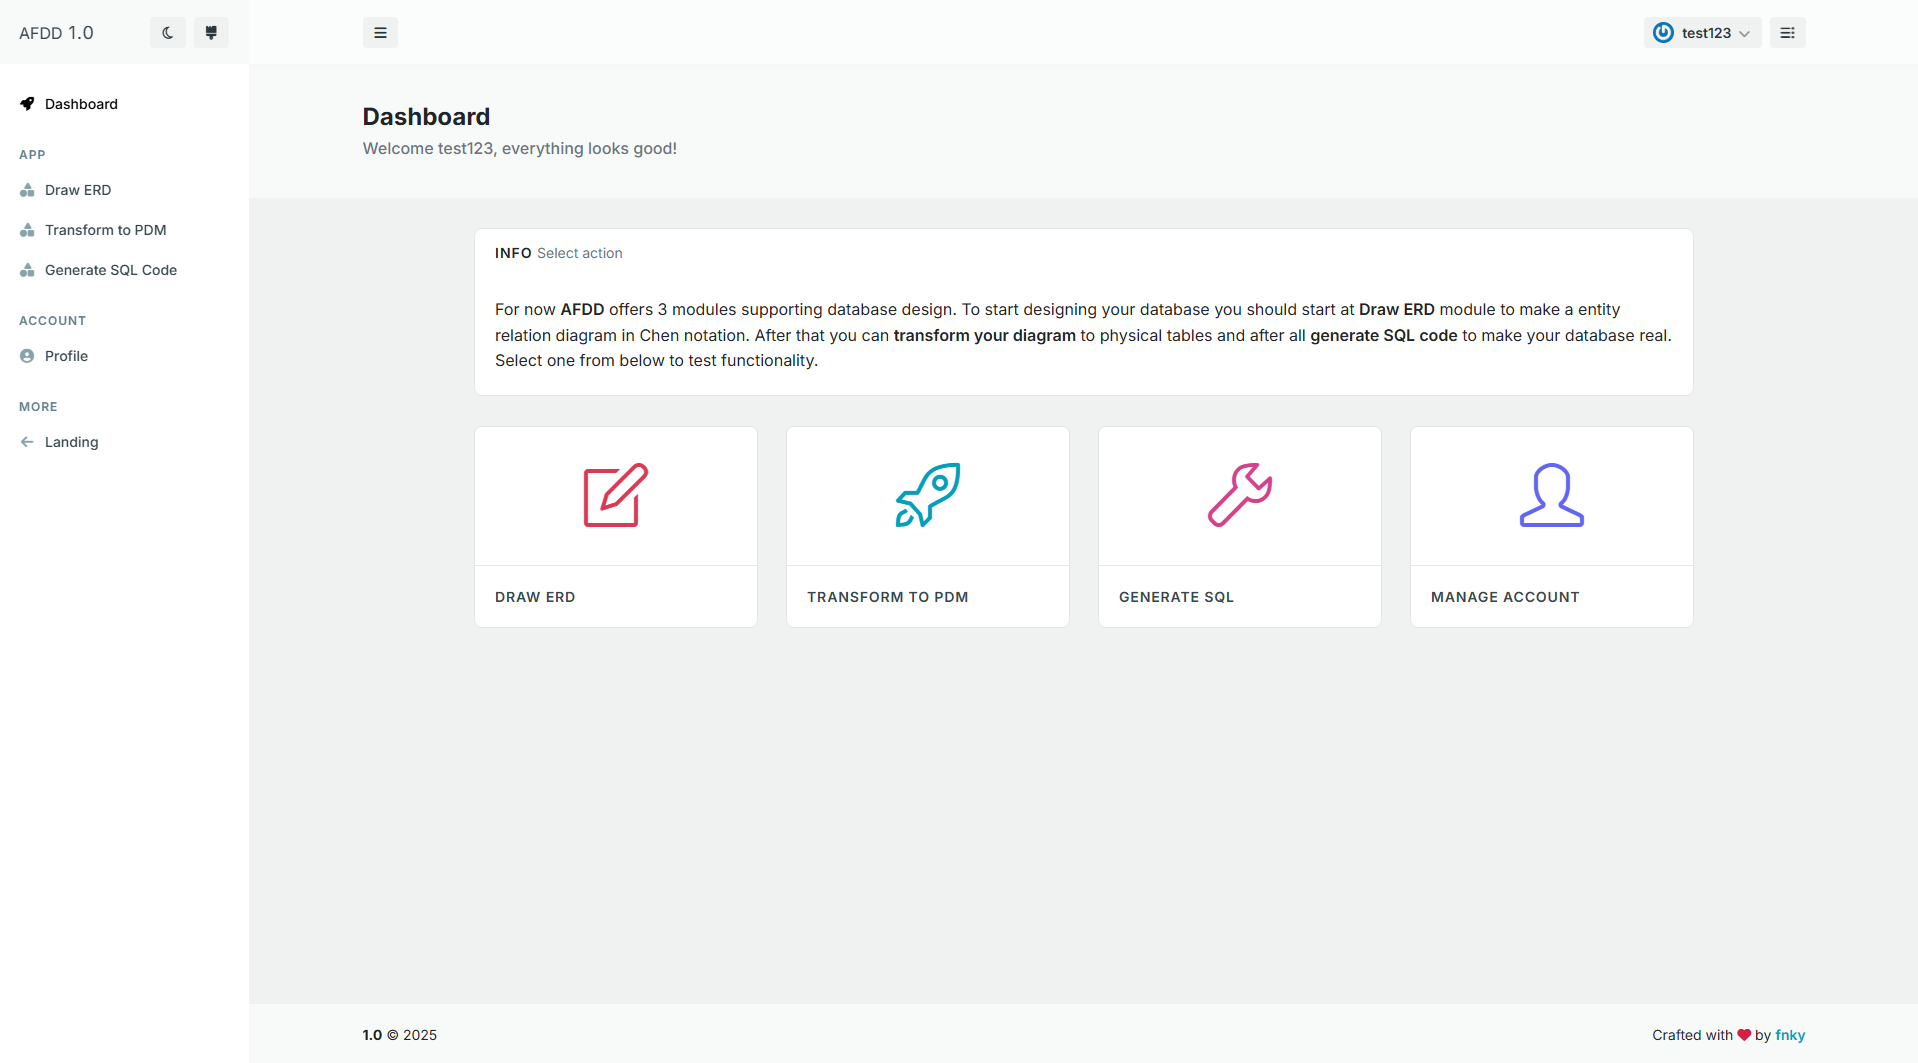 AFDD 1.0
test123
Dashboard
APP
Draw ERD
Transform to PDM
Generate SQL Code
ACCOUNT
Profile
MORE
Landing
Dashboard
Welcome test123, everything looks good!
INFO Select action
For now AFDD offers 3 modules supporting database design. To start designing your database you should start at Draw ERD module to make a entity
relation diagram in Chen notation. After that you can transform your diagram to physical tables and after all generate SQL code to make your database real.
Select one from below to test functionality.
DRAW ERD
TRANSFORM TO PDM
GENERATE SQL
MANAGE ACCOUNT
1.0 © 2025
Crafted with ❤ by fnky